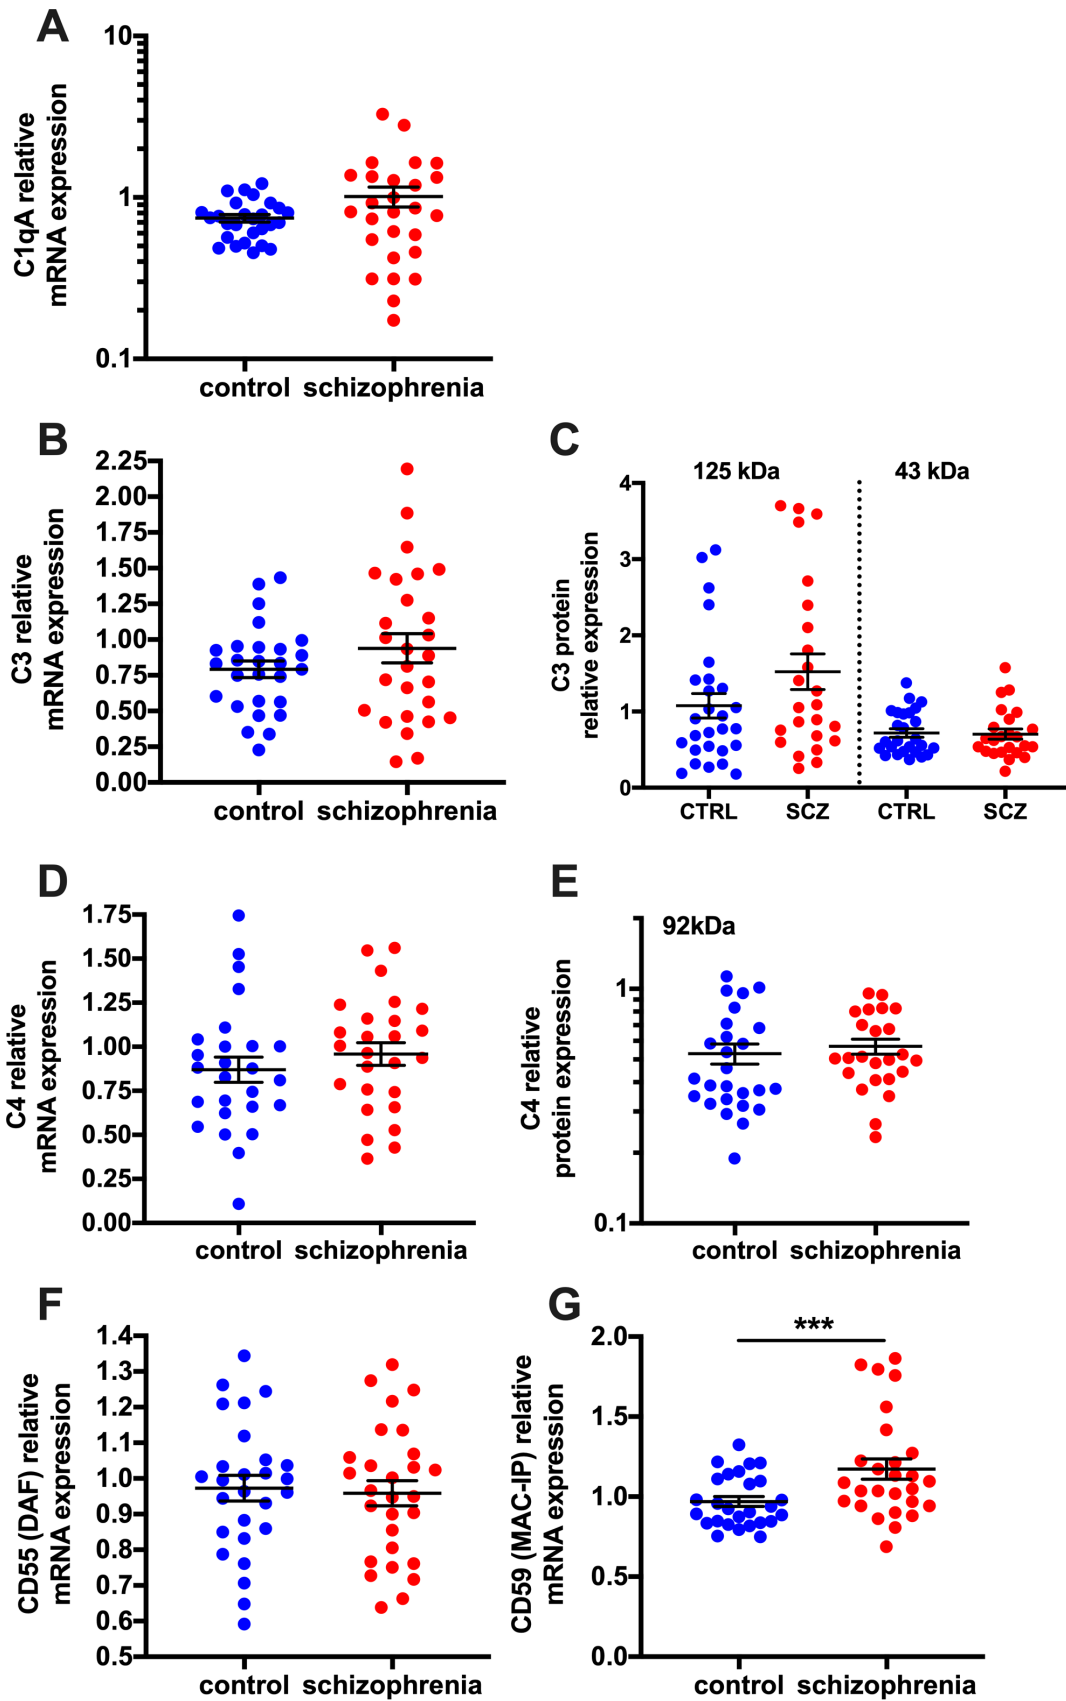 A
C1qA relative
mRNA expression
10
1
0.1
control schizophrenia
B
C3 relative
mRNA expression
2.25
2.00
1.75
1.50
1.25
1.00
0.75
0.50
0.25
0.00
control schizophrenia
C
C3 protein
relative expression
125 kDa
43 kDa
4
3
2
1
0
CTRL
SCZ
CTRL
SCZ
D
C4 relative
mRNA expression
1.75
1.50
1.25
1.00
0.75
0.50
0.25
0.00
control schizophrenia
E
C4 relative
protein expression
92kDa
1
0.1
control schizophrenia
F
CD55 (DAF) relative
mRNA expression
1.4
1.3
1.2
1.1
1.0
0.9
0.8
0.7
0.6
0.5
control schizophrenia
G
CD59 (MAC-IP) relative
mRNA expression
***
2.0
1.5
1.0
0.5
0.0
control schizophrenia